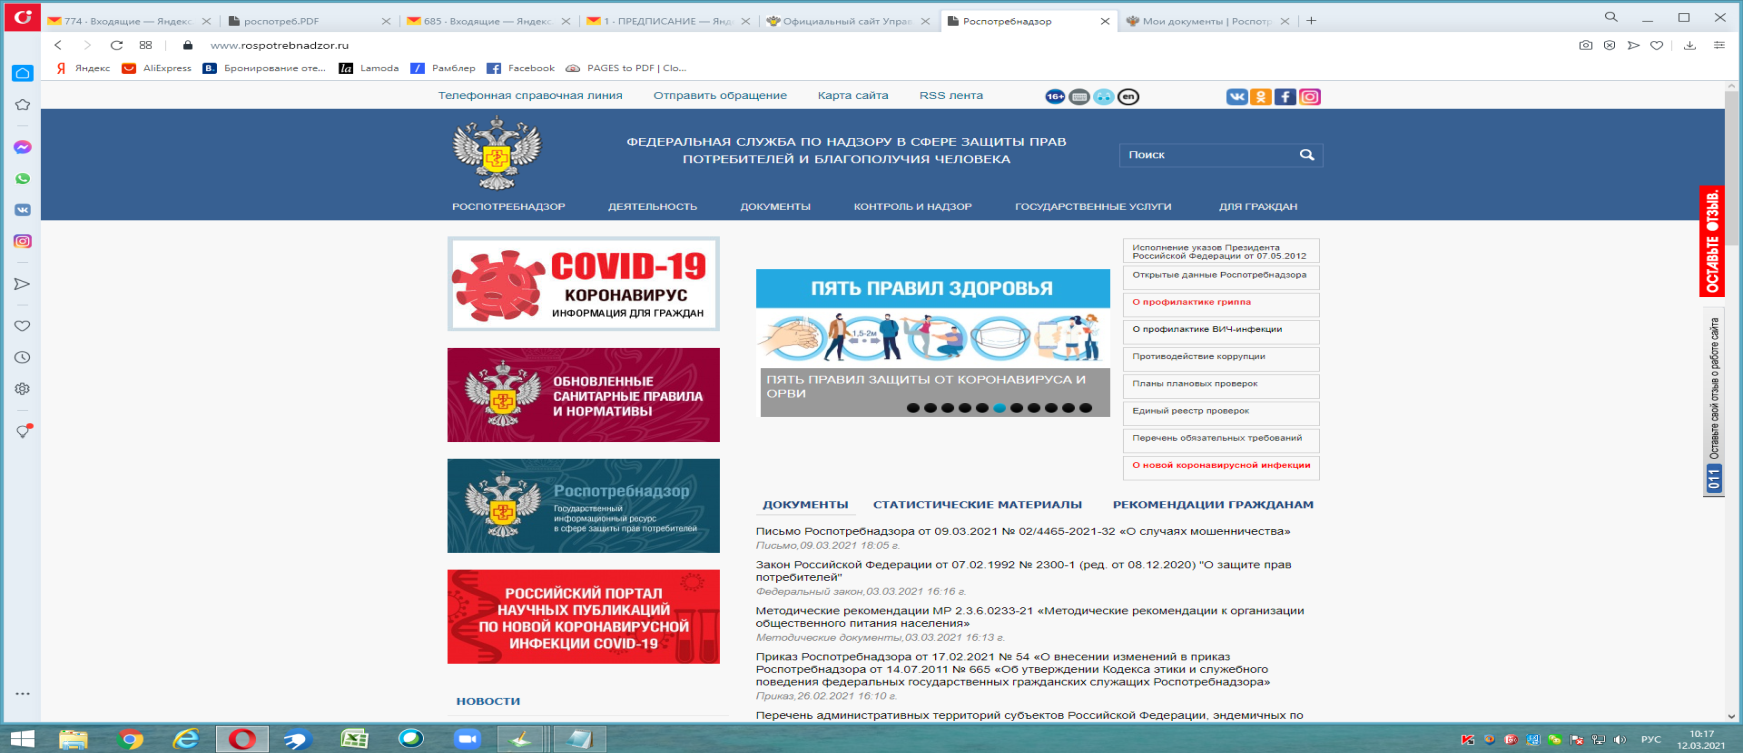 774 - Входящие — Яндекс.
роспотреб.PDF
685 - Входящие — Яндекс.
1 - ПРЕДПИСАНИЕ — Янд
Официальный сайт Управ
Роспотребнадзор
Мои документы | Роспотр
www.rospotrebnadzor.ru
Яндекс
AliExpress
Бронирование оте...
Lamoda
Рамблер
Facebook
PAGES to PDF | Clo...
Телефонная справочная линия
Отправить обращение
Карта сайта
RSS лента
16+
en
ФЕДЕРАЛЬНАЯ СЛУЖБА ПО НАДЗОРУ В СФЕРЕ ЗАЩИТЫ ПРАВ
ПОТРЕБИТЕЛЕЙ И БЛАГОПОЛУЧИЯ ЧЕЛОВЕКА
Поиск
РОСПОТРЕБНАДЗОР
ДЕЯТЕЛЬНОСТЬ
ДОКУМЕНТЫ
КОНТРОЛЬ И НАДЗОР
ГОСУДАРСТВЕННЫЕ УСЛУГИ
ДЛЯ ГРАЖДАН
COVID-19
КОРОНАВИРУС
ИНФОРМАЦИЯ ДЛЯ ГРАЖДАН
ОБНОВЛЕННЫЕ
САНИТАРНЫЕ ПРАВИЛА
И НОРМАТИВЫ
Роспотребнадзор
Государственный
информационный ресурс
в сфере защиты прав потребителей
РОССИЙСКИЙ ПОРТАЛ
НАУЧНЫХ ПУБЛИКАЦИЙ
ПО НОВОЙ КОРОНАВИРУСНОЙ
ИНФЕКЦИИ COVID-19
НОВОСТИ
ПЯТЬ ПРАВИЛ ЗДОРОВЬЯ
1,5-2м
ПЯТЬ ПРАВИЛ ЗАЩИТЫ ОТ КОРОНАВИРУСА И
ОРВИ
Исполнение указов Президента
Российской Федерации от 07.05.2012
Открытые данные Роспотребнадзора
О профилактике гриппа
О профилактике ВИЧ-инфекции
Противодействие коррупции
Планы плановых проверок
Единый реестр проверок
Перечень обязательных требований
О новой коронавирусной инфекции
ДОКУМЕНТЫ
СТАТИСТИЧЕСКИЕ МАТЕРИАЛЫ
РЕКОМЕНДАЦИИ ГРАЖДАНАМ
Письмо Роспотребнадзора от 09.03.2021 № 02/4465-2021-32 «О случаях мошенничества»
Письмо,09.03.2021 18:05 г.
Закон Российской Федерации от 07.02.1992 № 2300-1 (ред. от 08.12.2020) "О защите прав
потребителей"
Федеральный закон,03.03.2021 16:16 г.
Методические рекомендации МР 2.3.6.0233-21 «Методические рекомендации к организации
общественного питания населения»
Методические документы,03.03.2021 16:13 г.
Приказ Роспотребнадзора от 17.02.2021 № 54 «О внесении изменений в приказ
Роспотребнадзора от 14.07.2011 № 665 «Об утверждении Кодекса этики и служебного
поведения федеральных государственных гражданских служащих Роспотребнадзора»
Приказ,26.02.2021 16:10 г.
Перечень административных территорий субъектов Российской Федерации, эндемичных по
ОСТАВЬТЕ ОТЗЫВ.
Оставьте свой отзыв о работе сайта
011
РУС
10:17
12.03.2021